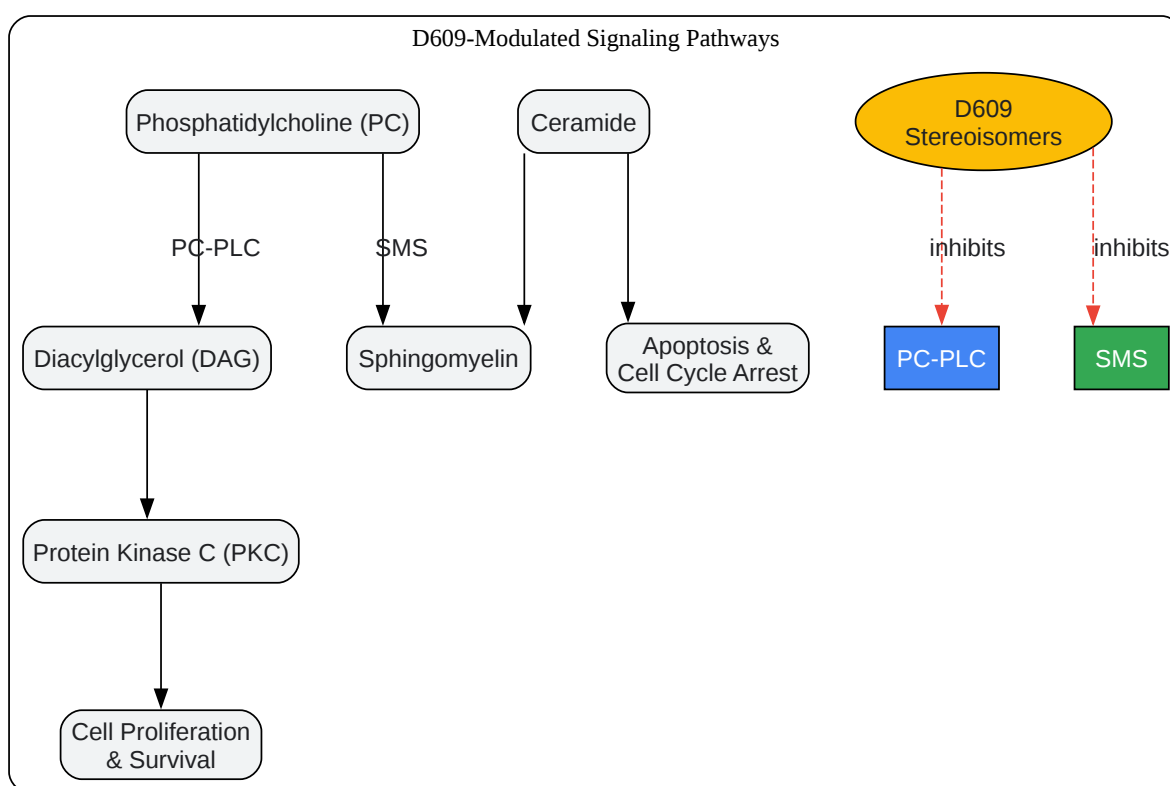 D609-Modulated Signaling Pathways
Phosphatidylcholine (PC)
Ceramide
D609
Stereoisomers
PC-PLC
SMS
inhibits
inhibits
Diacylglycerol (DAG)
Sphingomyelin
Apoptosis &
Cell Cycle Arrest
PC-PLC
SMS
Protein Kinase C (PKC)
Cell Proliferation
& Survival